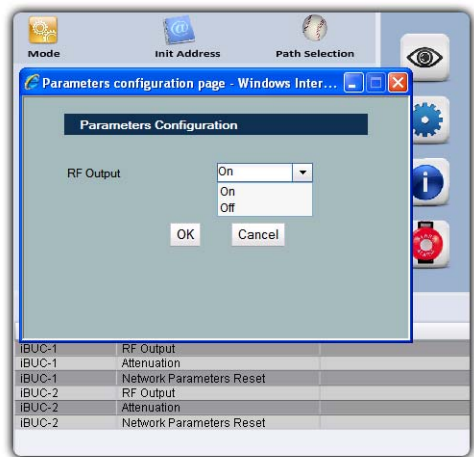 Mode
Init Address
Path Selection
Parameters configuration page - Windows Inter...
Parameters Configuration
RF Output
On
On
Off
OK
Cancel
iBUC-1 RF Output
iBUC-1 Attenuation
iBUC-1 Network Parameters Reset
iBUC-2 RF Output
iBUC-2 Attenuation
iBUC-2 Network Parameters Reset